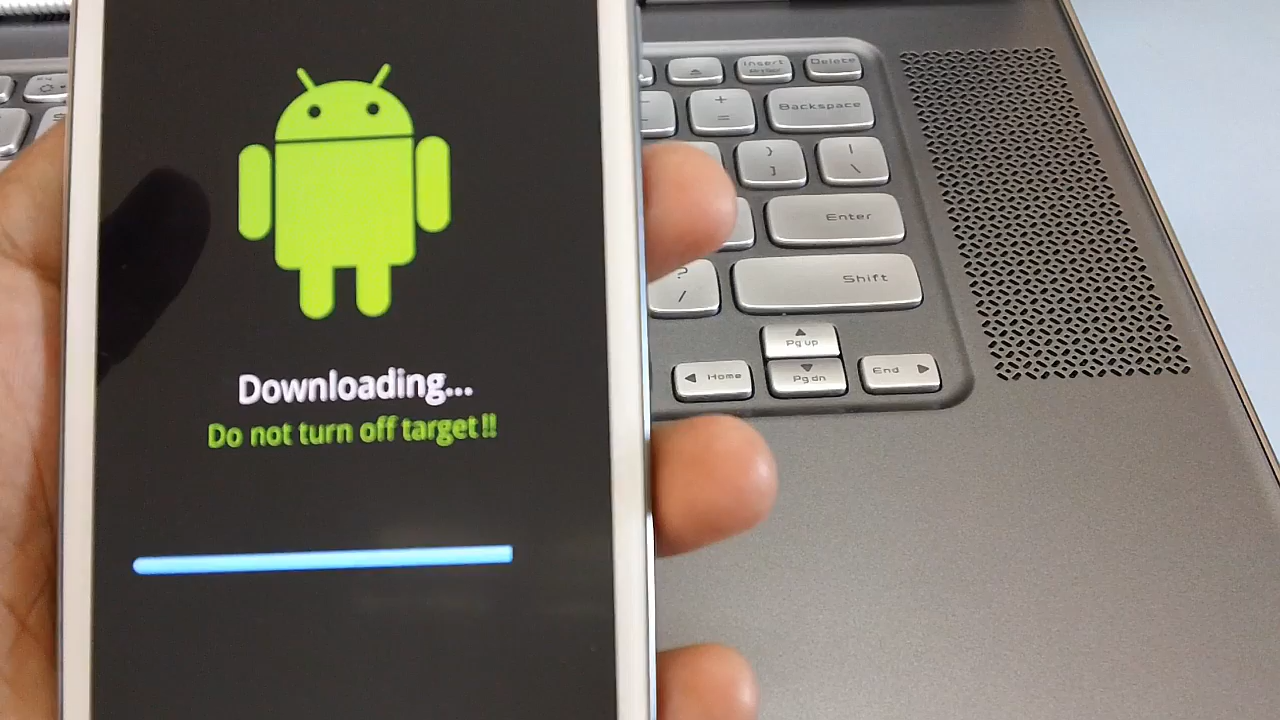 Downloading...
Do not turn off target!!
Insert
Delete
+
=
Backspace
}
]
|
\
Enter
?
/
Shift
Pg up
Home
Pg dn
End